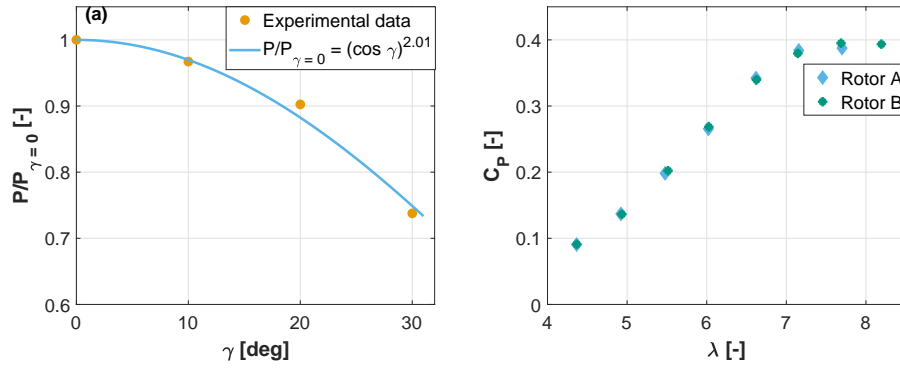 (a)
Experimental data
P/P γ = 0 = (cos γ)^2.01
1
0.9
0.8
0.7
0.6
0
10
20
30
P/P γ = 0 [-]
γ [deg]
Rotor A
Rotor B
0.4
0.3
0.2
0.1
0
4
5
6
7
8
C_P [-]
λ [-]